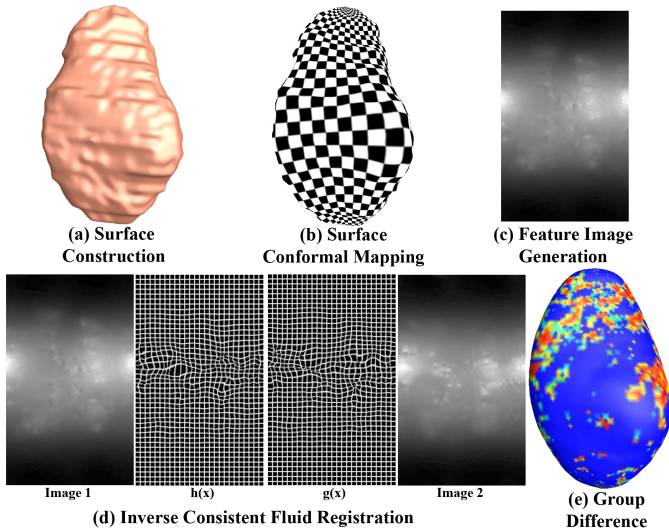 (a) Surface
Construction
(b) Surface
Conformal Mapping
(c) Feature Image
Generation
Image 1
h(x)
g(x)
Image 2
(d) Inverse Consistent Fluid Registration
(e) Group
Difference